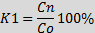 K1 = Cn/Co 100%